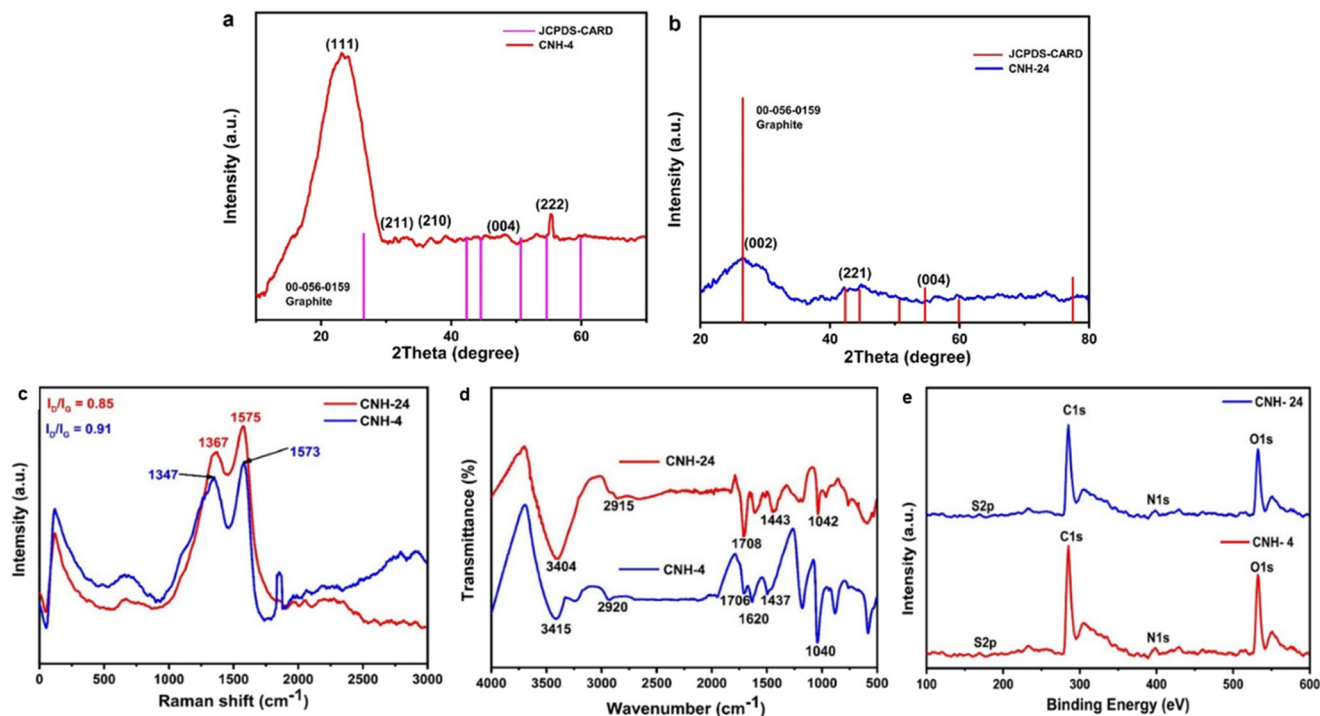 a
(111)
JCPDS-CARD
CNH-4
(211)
(210)
(004)
(222)
00-056-0159
Graphite
Intensity (a.u.)
20
40
60
2Theta (degree)
b
JCPDS-CARD
CNH-24
00-056-0159
Graphite
(002)
(221)
(004)
Intensity (a.u.)
20
40
60
80
2Theta (degree)
c
I_D/I_G = 0.85
I_D/I_G = 0.91
1367
1575
1347
1573
CNH-24
CNH-4
Intemsity (a.u.)
0
500
1000
1500
2000
2500
3000
Raman shift (cm⁻¹)
d
CNH-24
2915
3404
1708
1443
1042
CNH-4
2920
3415
1706
1620
1437
1040
Transmittance (%)
4000
3500
3000
2500
2000
1500
1000
500
Wavenumber (cm⁻¹)
e
CNH- 24
C1s
O1s
S2p
N1s
CNH- 4
C1s
O1s
S2p
N1s
Intensity (a.u.)
100
200
300
400
500
600
Binding Energy (eV)